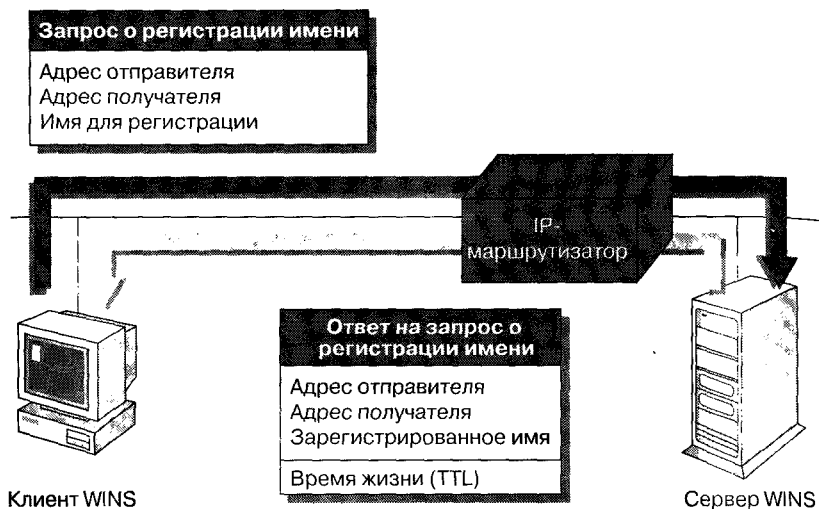 Запрос о регистрации имени
Адрес отправителя
Адрес получателя
Имя для регистрации
IP-
маршрутизатор
Ответ на запрос о
регистрации имени
Адрес отправителя
Адрес получателя
Зарегистрированное имя
Время жизни (TTL)
Клиент WINS
Сервер WINS